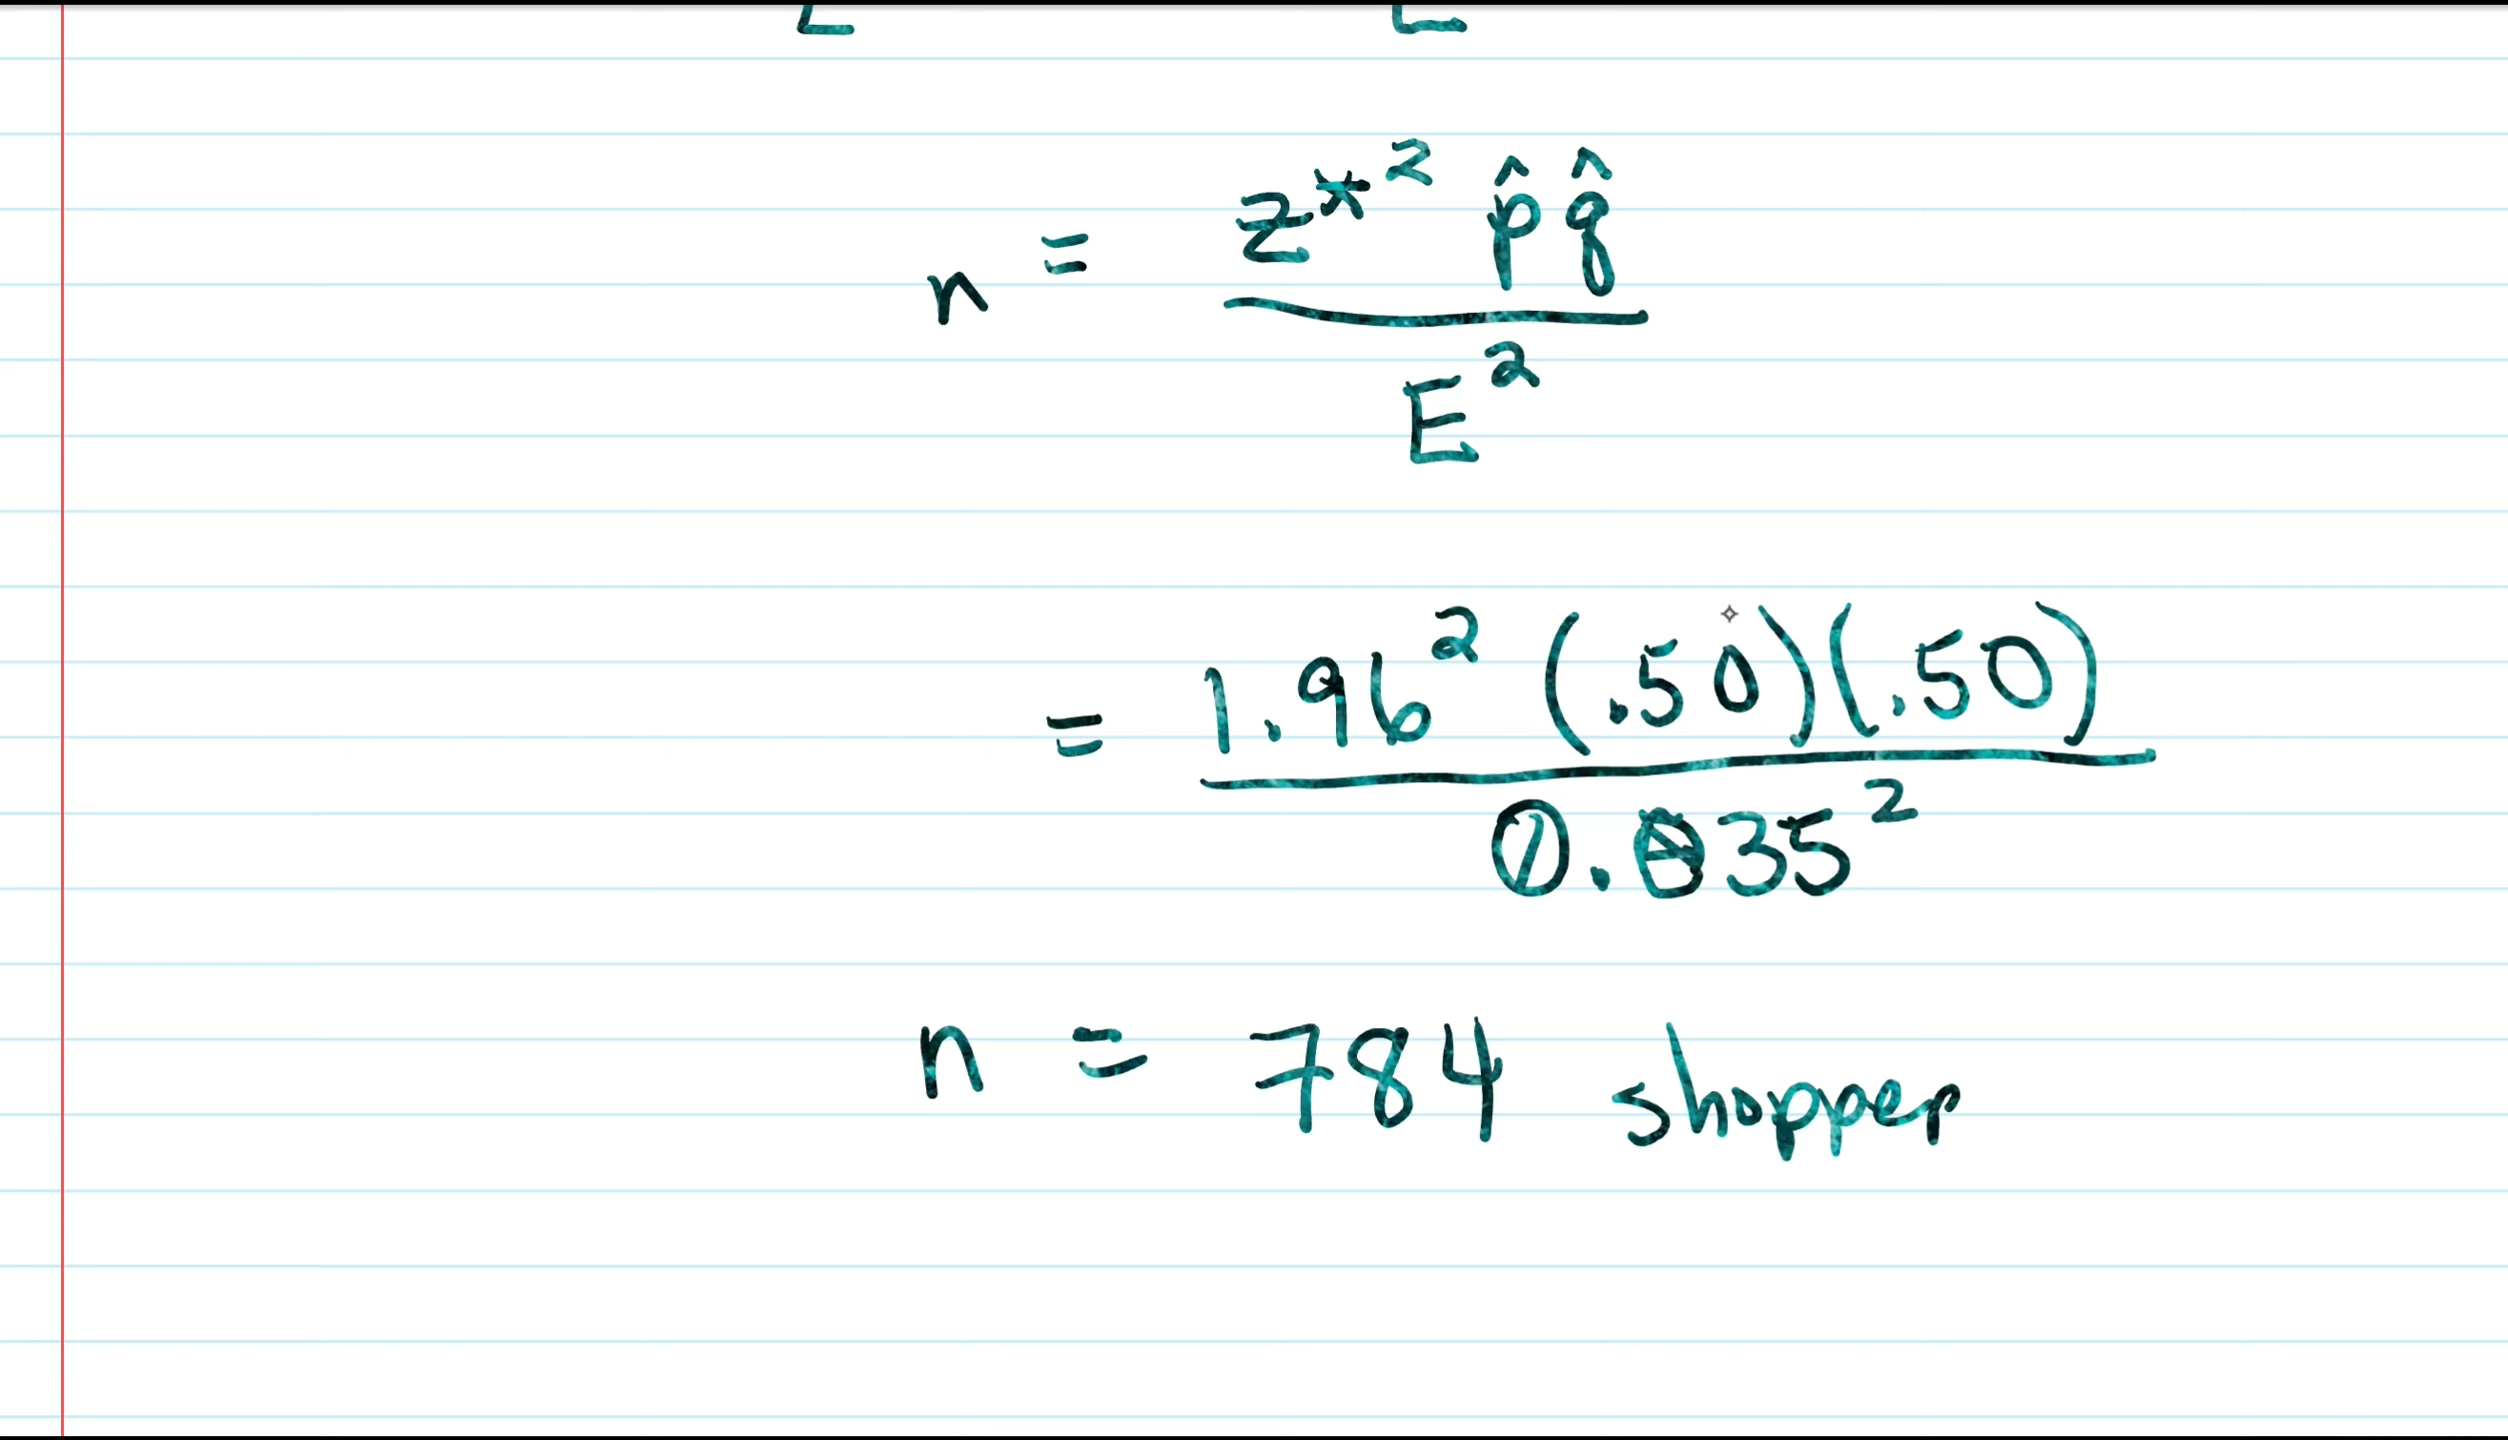 n = z*² p̂ q̂ / E²
= 1.96² (.50)(.50) / 0.035²
n = 784 shopper